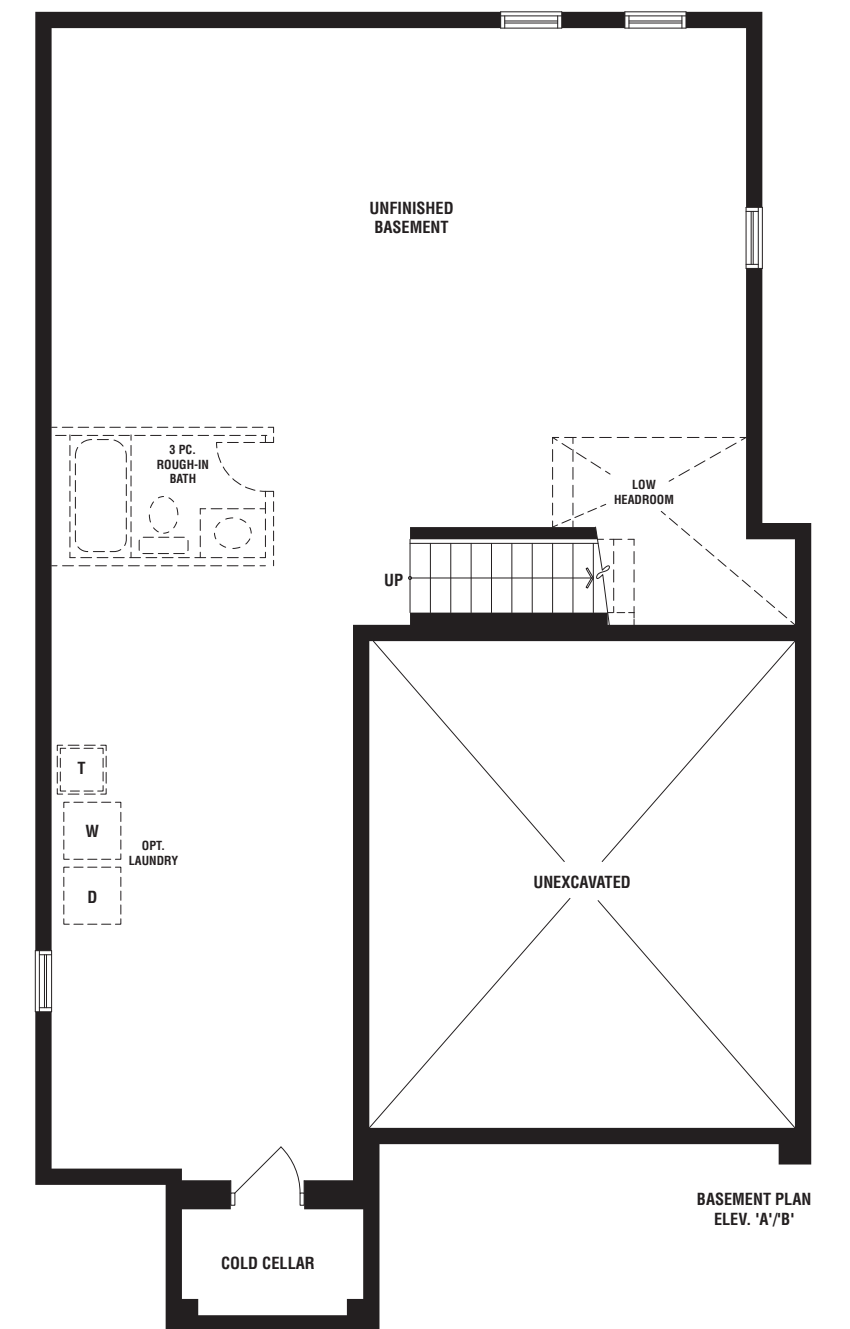 UNFINISHED
BASEMENT
3 PC.
ROUGH-IN
BATH
LOW
HEADROOM
UP
T
W
OPT.
LAUNDRY
D
UNEXCAVATED
BASEMENT PLAN
ELEV. 'A'/'B'
COLD CELLAR